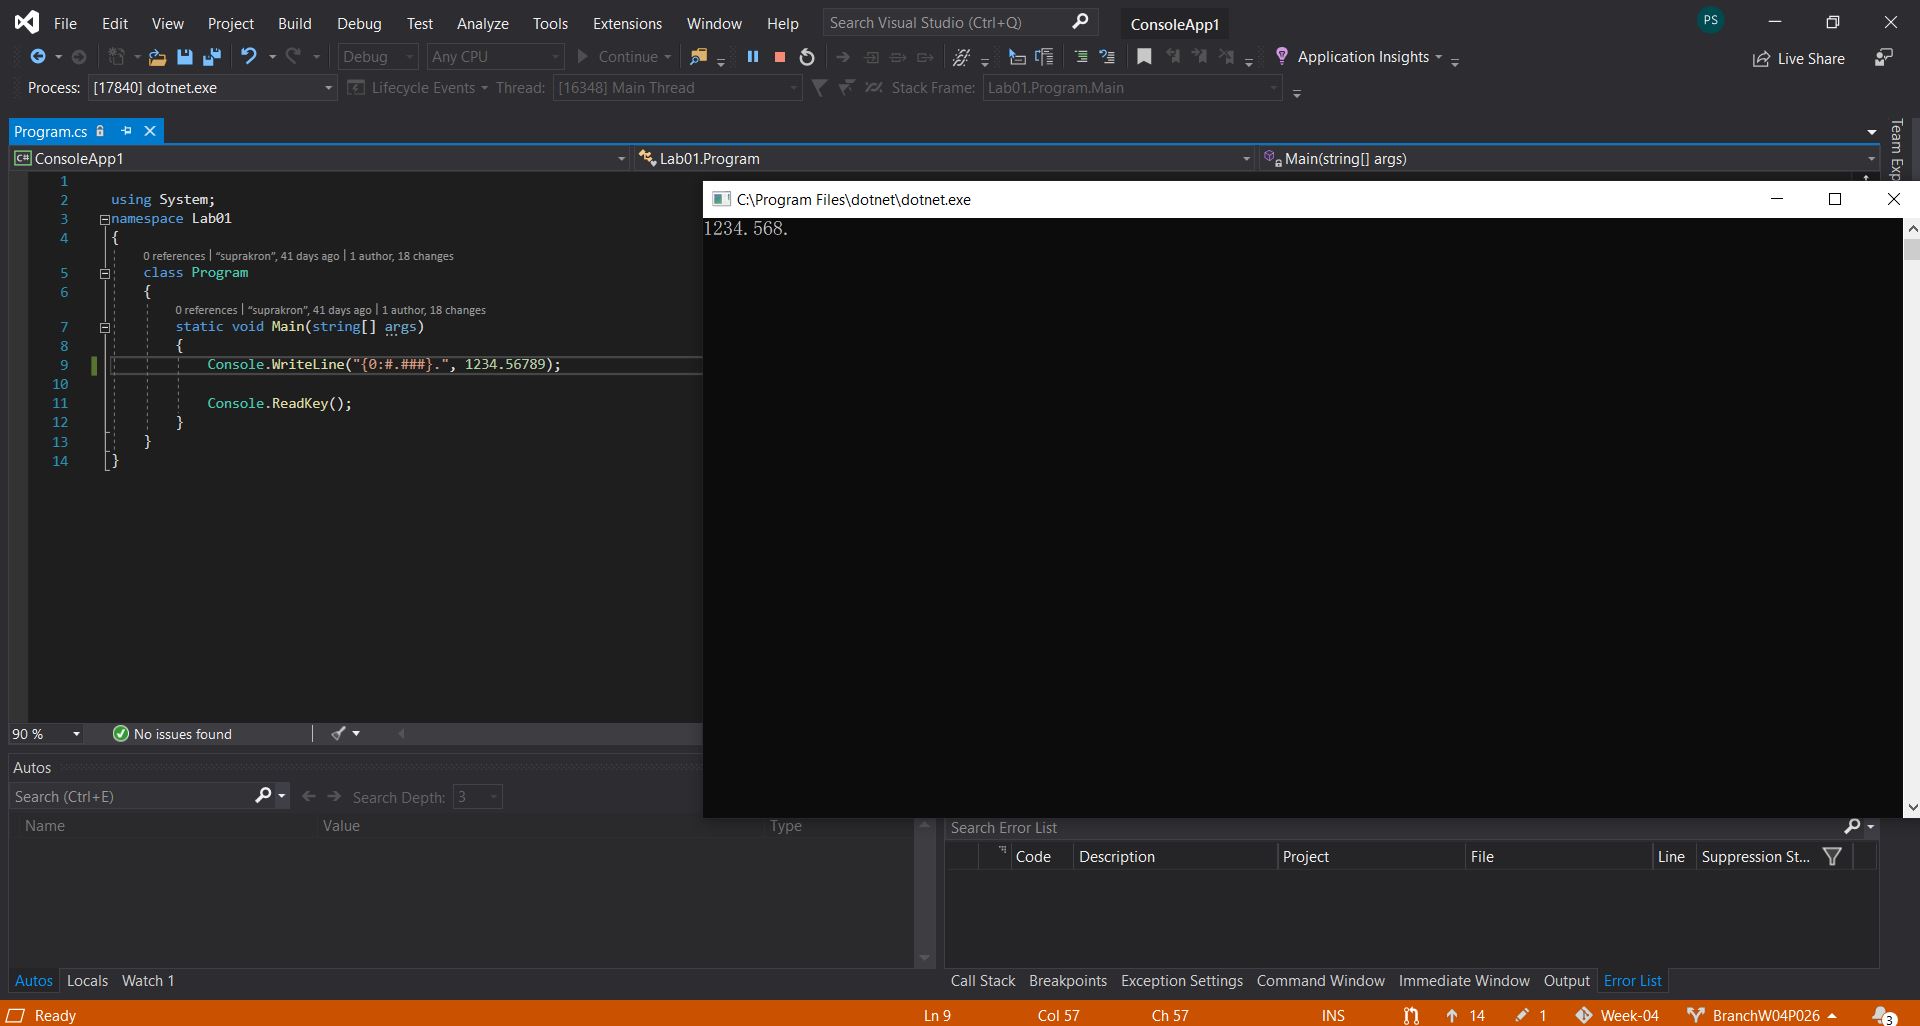 File Edit View Project Build Debug Test Analyze Tools Extensions Window Help Search Visual Studio (Ctrl+Q) ConsoleApp1 PS
Debug Any CPU Continue Application Insights Live Share
Process: [17840] dotnet.exe Lifecycle Events Thread: [16348] Main Thread Stack Frame: Lab01.Program.Main
Program.cs
Team Exp
C# ConsoleApp1 Lab01.Program Main(string[] args)
1
2 using System;
3 namespace Lab01
4 {
0 references | "suprakron", 41 days ago | 1 author, 18 changes
5 class Program
6 {
0 references | "suprakron", 41 days ago | 1 author, 18 changes
7 static void Main(string[] args)
8 {
9 Console.WriteLine("{0:#.###}.", 1234.56789);
10
11 Console.ReadKey();
12 }
13 }
14 }
C:\Program Files\dotnet\dotnet.exe
1234.568.
90 % No issues found
Autos
Search (Ctrl+E) Search Depth: 3
Name Value Type
Autos Locals Watch 1
Search Error List
Code Description Project File Line Suppression St...
Call Stack Breakpoints Exception Settings Command Window Immediate Window Output Error List
Ready Ln 9 Col 57 Ch 57 INS 14 1 Week-04 BranchW04P026 3